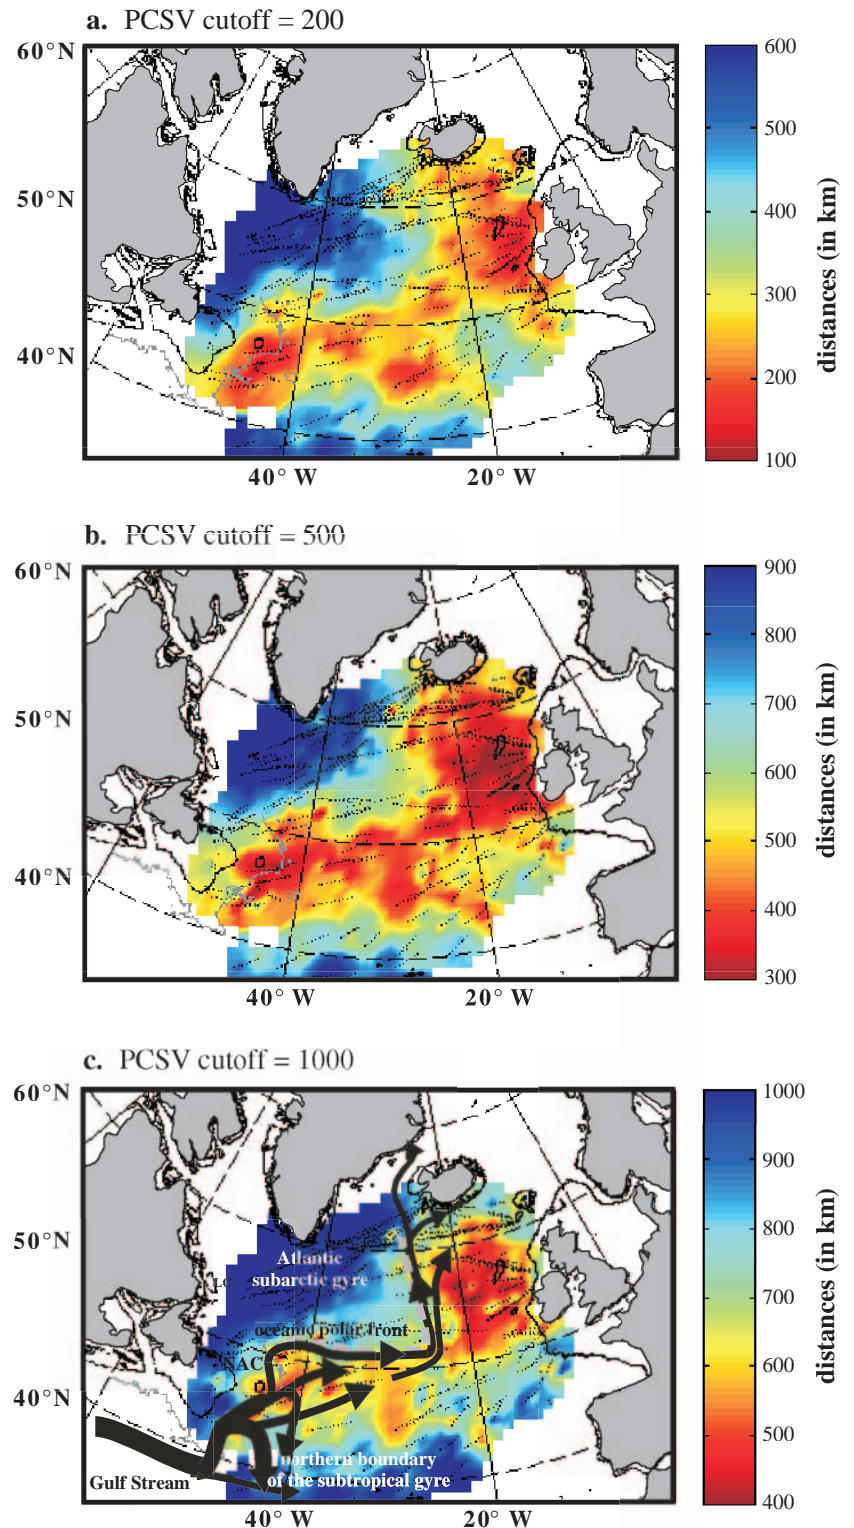 a. PCSV cutoff = 200
60°N
50°N
40°N
40° W
20° W
600
500
400
300
200
100
distances (in km)
b. PCSV cutoff = 500
60°N
50°N
40°N
40° W
20° W
900
800
700
600
500
400
300
distances (in km)
c. PCSV cutoff = 1000
60°N
50°N
40°N
Atlantic
subarctic gyre
LC
oceanic polar front
NAC
northern boundary
of the subtropical gyre
Gulf Stream
40° W
20° W
1000
900
800
700
600
500
400
distances (in km)